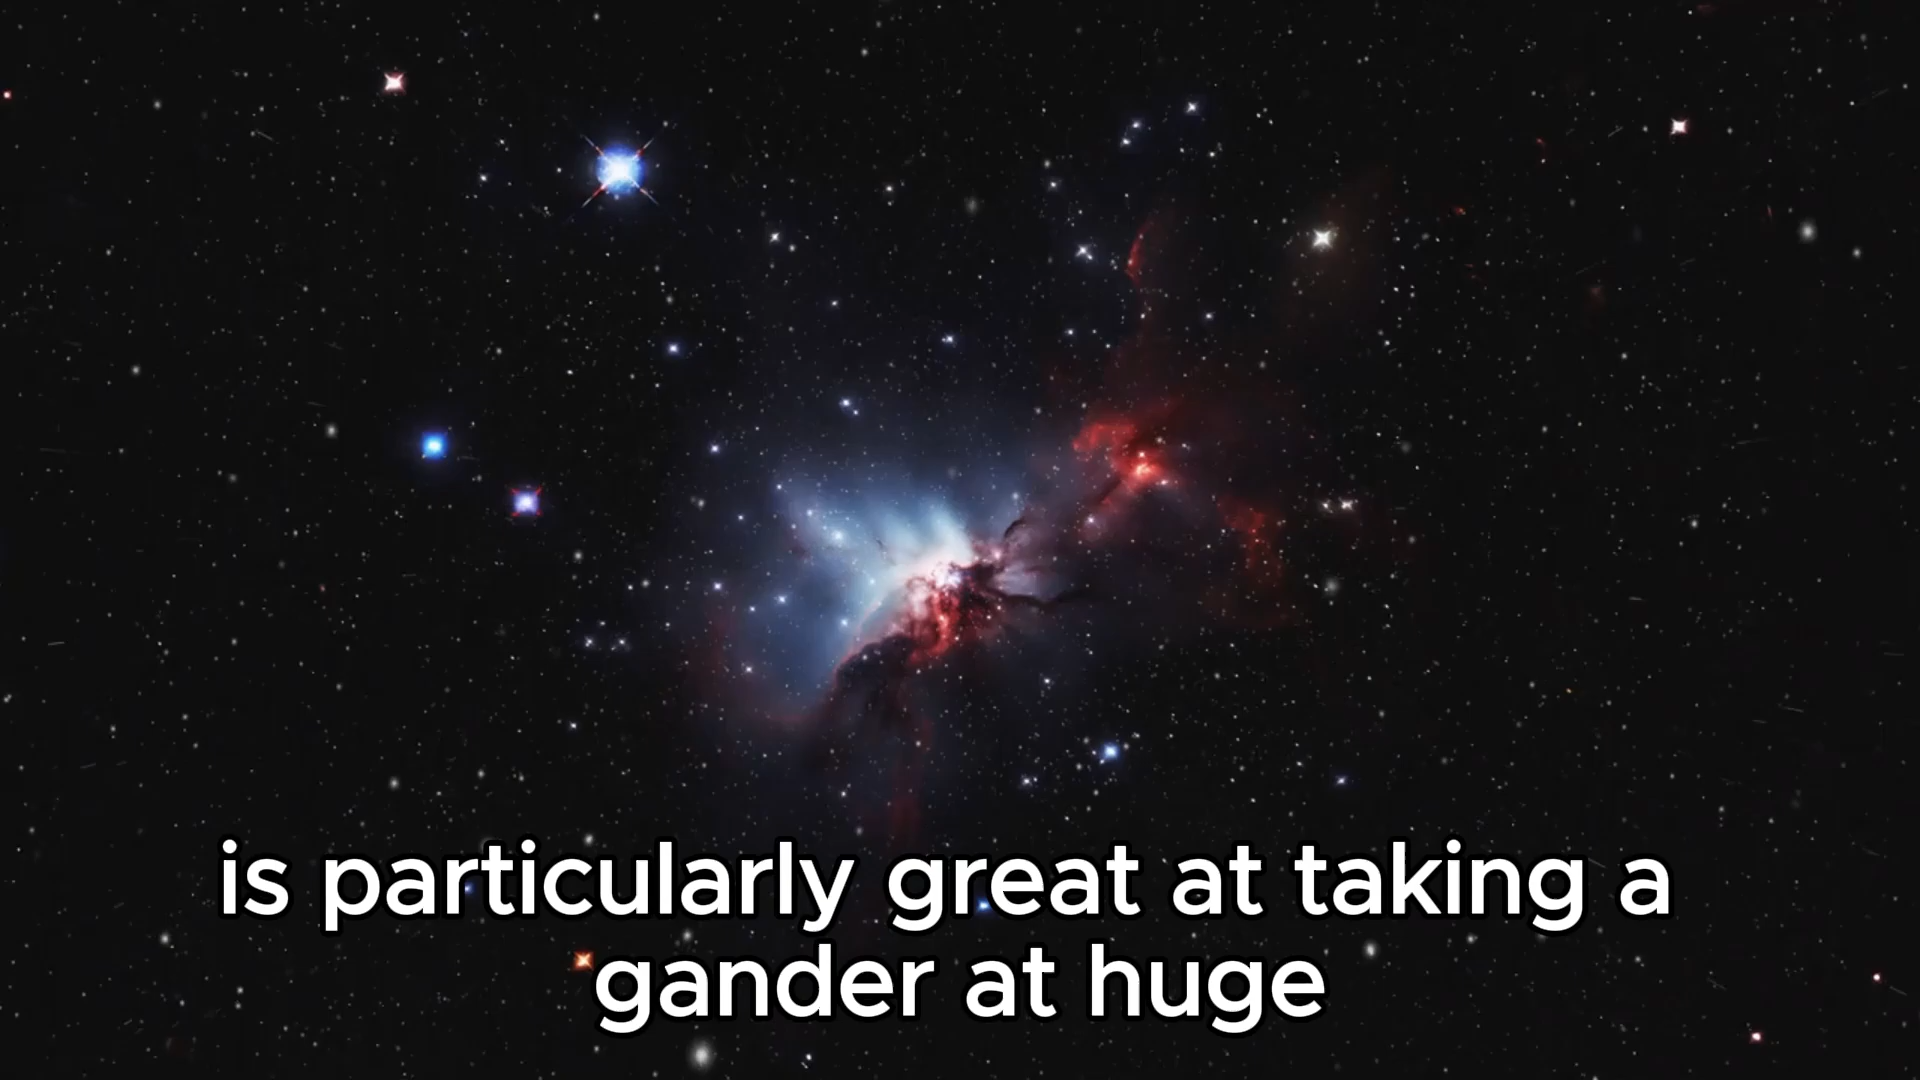 is particularly great at taking a
gander at huge